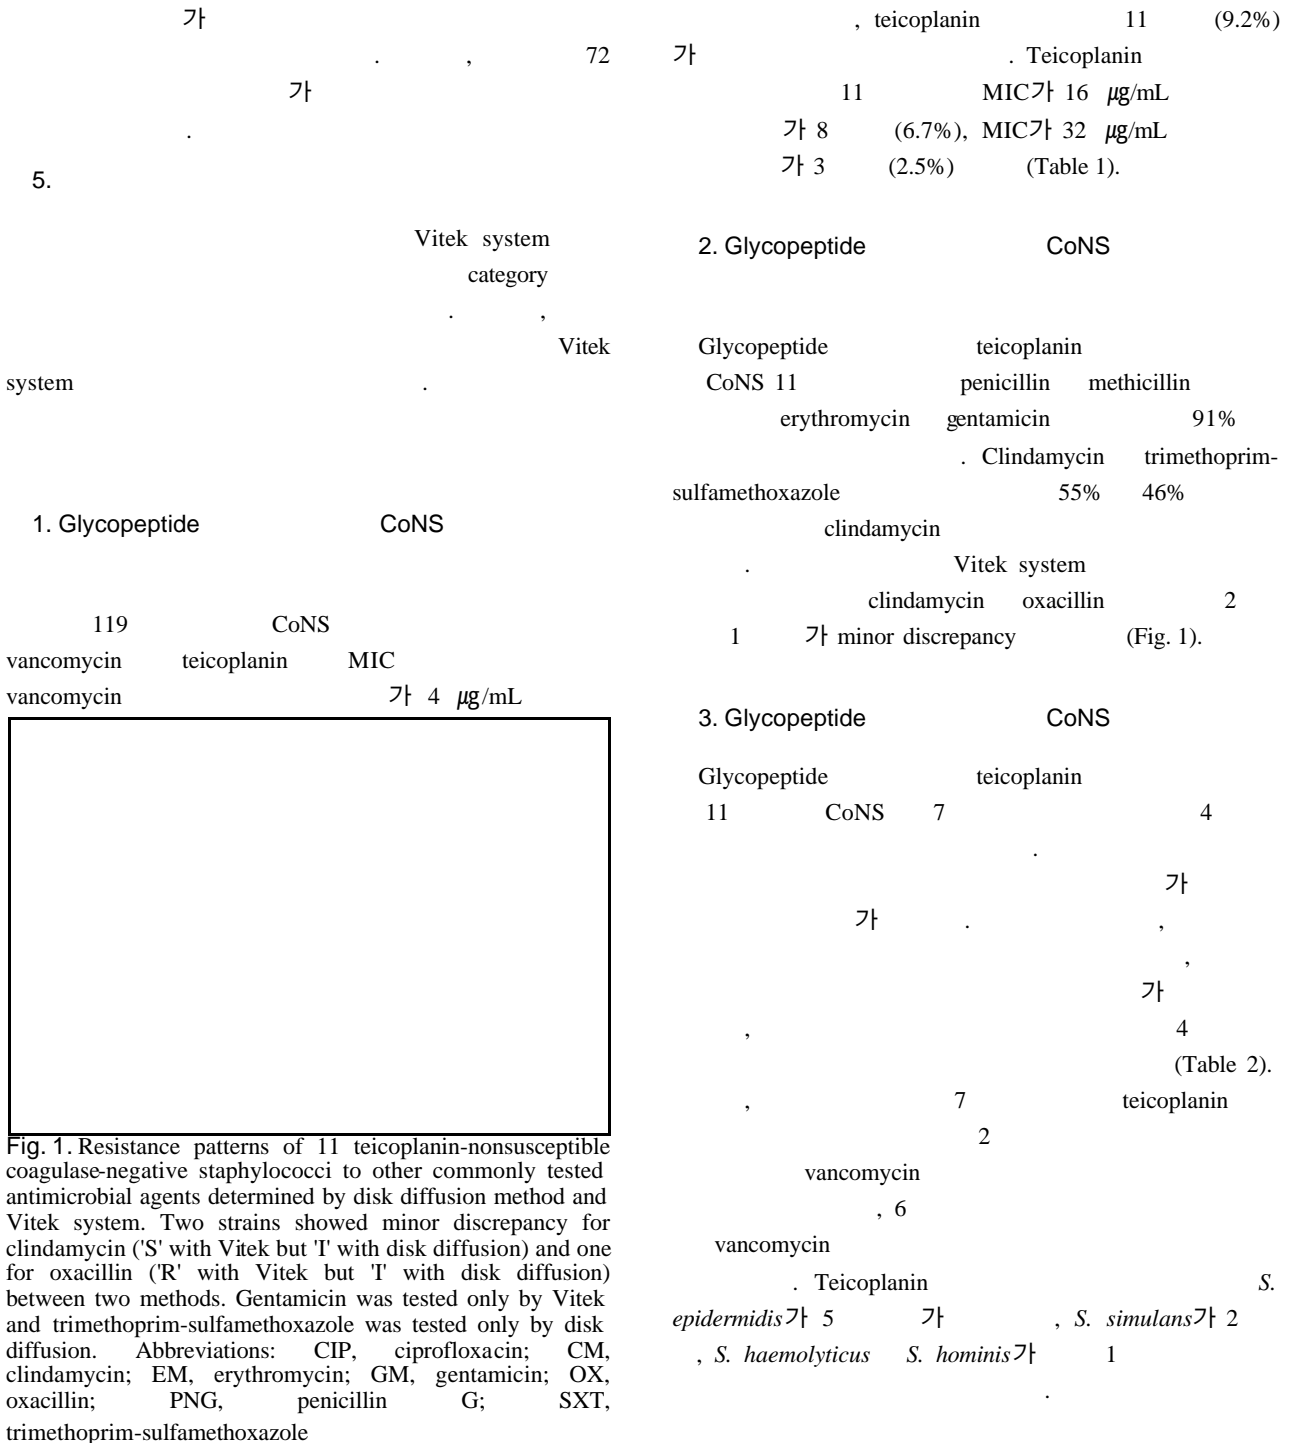 가
. , 72
가
.
5.
Vitek system
category
. ,
Vitek
system .
1. Glycopeptide CoNS
119 CoNS
vancomycin teicoplanin MIC
vancomycin 가 4 μg/mL
Fig. 1. Resistance patterns of 11 teicoplanin-nonsusceptible
coagulase-negative staphylococci to other commonly tested
antimicrobial agents determined by disk diffusion method and
Vitek system. Two strains showed minor discrepancy for
clindamycin ('S' with Vitek but 'I' with disk diffusion) and one
for oxacillin ('R' with Vitek but 'I' with disk diffusion)
between two methods. Gentamicin was tested only by Vitek
and trimethoprim-sulfamethoxazole was tested only by disk
diffusion. Abbreviations: CIP, ciprofloxacin; CM,
clindamycin; EM, erythromycin; GM, gentamicin; OX,
oxacillin; PNG, penicillin G; SXT,
trimethoprim-sulfamethoxazole
, teicoplanin 11 (9.2%)
가 . Teicoplanin
11 MIC가 16 μg/mL
가 8 (6.7%), MIC가 32 μg/mL
가 3 (2.5%) (Table 1).
2. Glycopeptide CoNS
Glycopeptide teicoplanin
CoNS 11 penicillin methicillin
erythromycin gentamicin 91%
. Clindamycin trimethoprim-
sulfamethoxazole 55% 46%
clindamycin
. Vitek system
clindamycin oxacillin 2
1 가 minor discrepancy (Fig. 1).
3. Glycopeptide CoNS
Glycopeptide teicoplanin
11 CoNS 7 4
.
가
가 . ,
,
가
, 4
(Table 2).
, 7 teicoplanin
2
vancomycin
, 6
vancomycin
. Teicoplanin S.
epidermidis가 5 가 , S. simulans가 2
, S. haemolyticus S. hominis가 1
.